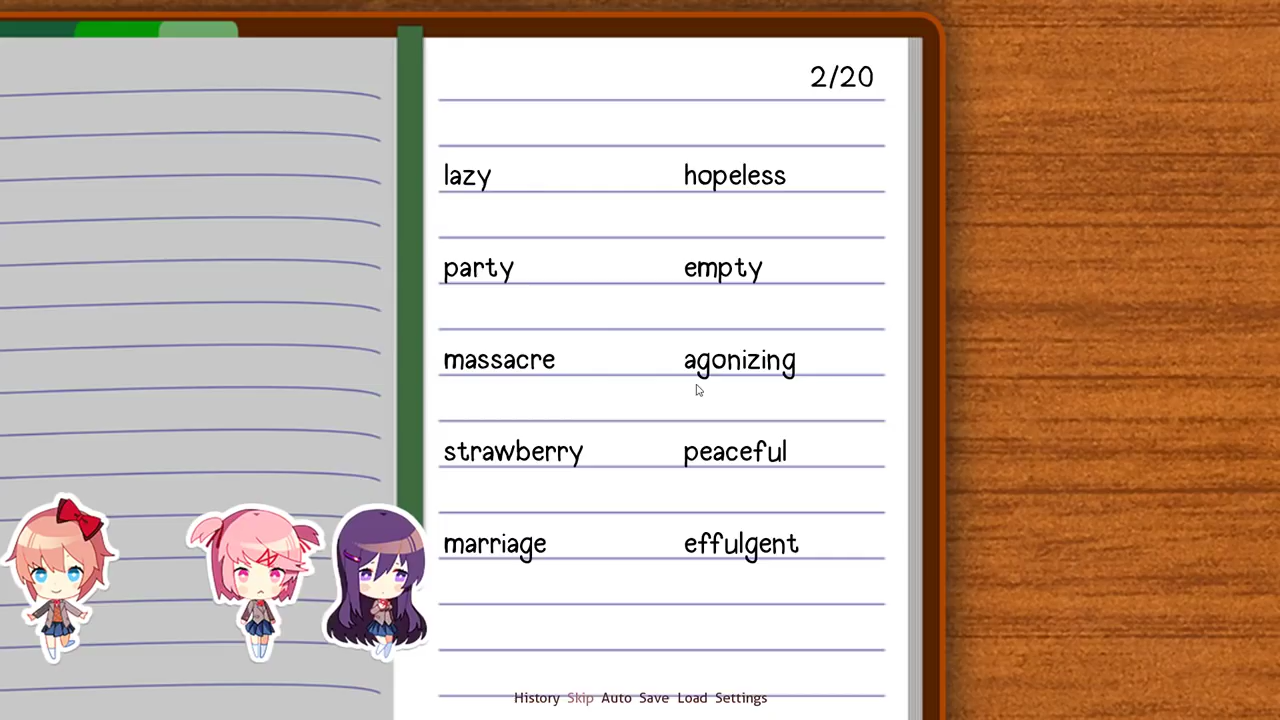 2/20
lazy hopeless
party empty
massacre agonizing
strawberry peaceful
marriage effulgent
History Skip Auto Save Load Settings